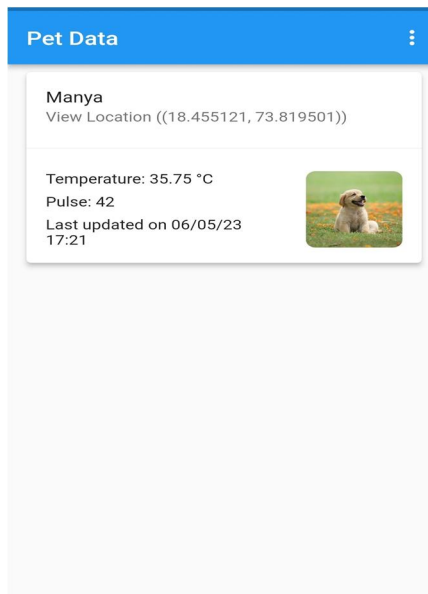 Pet Data
Manya
View Location ((18.455121, 73.819501))
Temperature: 35.75 °C
Pulse: 42
Last updated on 06/05/23
17:21